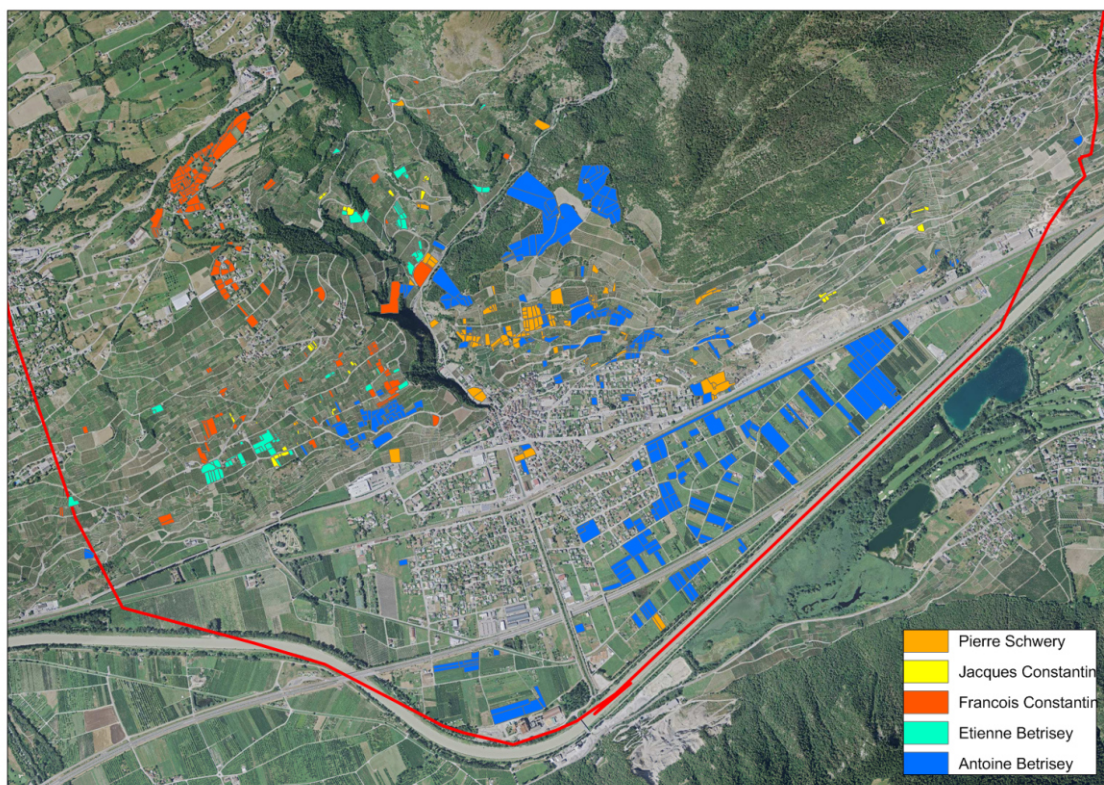 Pierre Schwery
Jacques Constantin
Francois Constantin
Etienne Betrisey
Antoine Betrisey